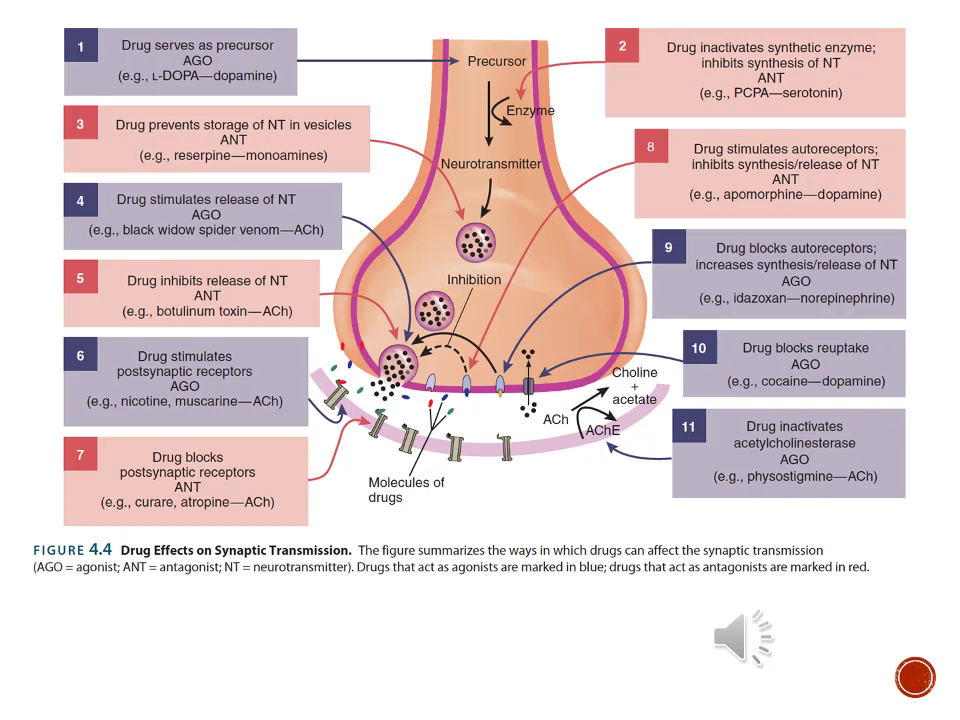 1
Drug serves as precursor
AGO
(e.g., L-DOPA—dopamine)
2
Drug inactivates synthetic enzyme;
inhibits synthesis of NT
ANT
(e.g., PCPA—serotonin)
3
Drug prevents storage of NT in vesicles
ANT
(e.g., reserpine—monoamines)
8
Drug stimulates autoreceptors;
inhibits synthesis/release of NT
ANT
(e.g., apomorphine—dopamine)
4
Drug stimulates release of NT
AGO
(e.g., black widow spider venom—ACh)
9
Drug blocks autoreceptors;
increases synthesis/release of NT
AGO
(e.g., idazoxan—norepinephrine)
5
Drug inhibits release of NT
ANT
(e.g., botulinum toxin—ACh)
10
Drug blocks reuptake
AGO
(e.g., cocaine—dopamine)
6
Drug stimulates
postsynaptic receptors
AGO
(e.g., nicotine, muscarine—ACh)
11
Drug inactivates
acetylcholinesterase
AGO
(e.g., physostigmine—ACh)
7
Drug blocks
postsynaptic receptors
ANT
(e.g., curare, atropine—ACh)
Precursor
Enzyme
Neurotransmitter
Inhibition
Choline
+
acetate
ACh
AChE
Molecules of
drugs
FIGURE 4.4 Drug Effects on Synaptic Transmission. The figure summarizes the ways in which drugs can affect the synaptic transmission
(AGO = agonist; ANT = antagonist; NT = neurotransmitter). Drugs that act as agonists are marked in blue; drugs that act as antagonists are marked in red.